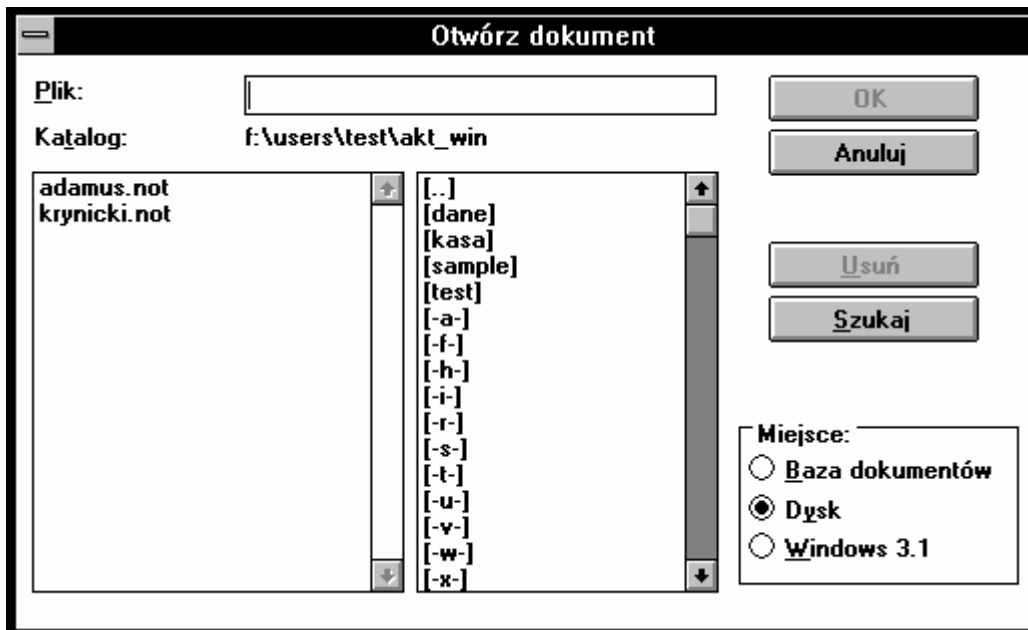 Otwórz dokument
Plik:
OK
Katalog: f:\users\test\akt_win
Anuluj
adamus.not
krynicki.not
[..]
[dane]
[kasa]
[sample]
[test]
[-a-]
[-f-]
[-h-]
[-i-]
[-r-]
[-s-]
[-t-]
[-u-]
[-v-]
[-w-]
[-x-]
Usuń
Szukaj
Miejsce:
Baza dokumentów
Dysk
Windows 3.1